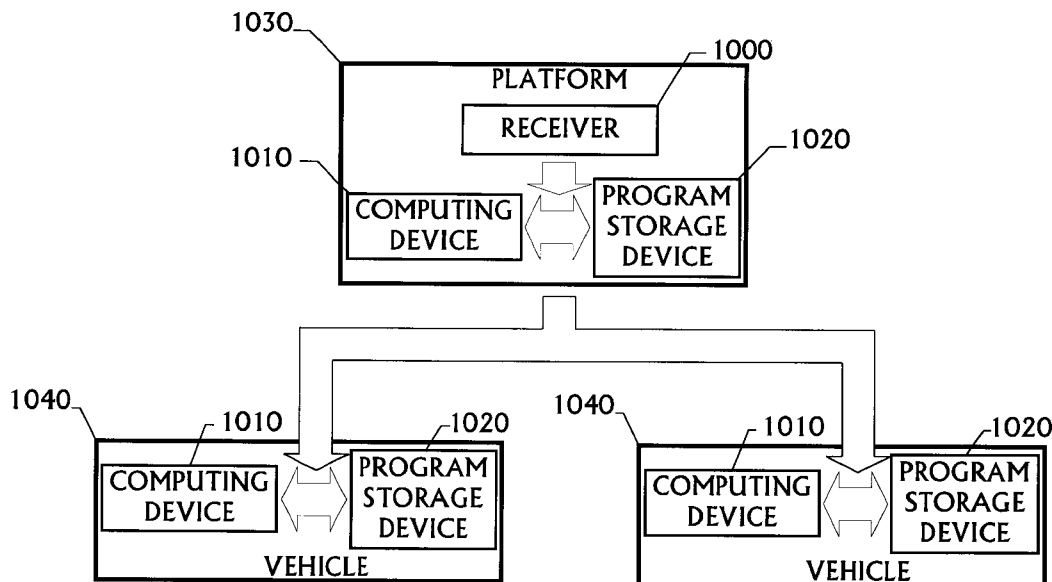 1030
1000
PLATFORM
RECEIVER
1010
1020
COMPUTING
DEVICE
PROGRAM
STORAGE
DEVICE
1040
1010
1020
COMPUTING
DEVICE
PROGRAM
STORAGE
DEVICE
VEHICLE
1040
1010
1020
COMPUTING
DEVICE
PROGRAM
STORAGE
DEVICE
VEHICLE